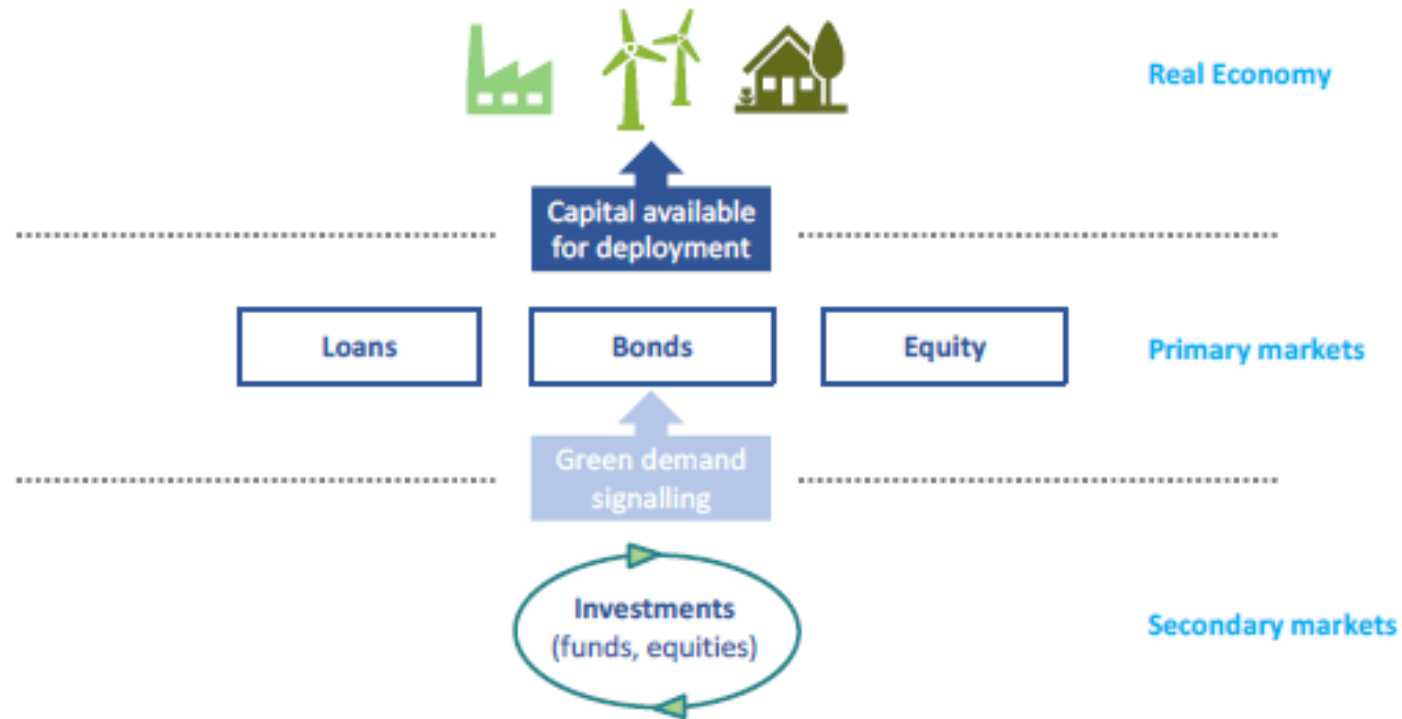 Real Economy
Capital available
for deployment
Loans
Bonds
Equity
Primary markets
Green demand
signalling
Investments
(funds, equities)
Secondary markets